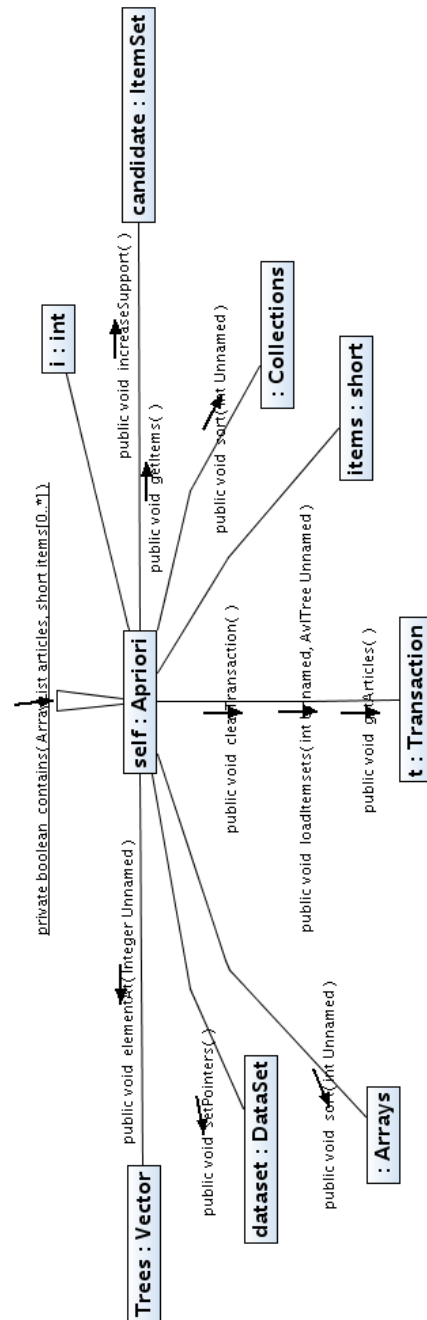 private boolean contains( ArrayList articles, short items[0..*] )
i : int
public void elementAt( Integer Unnamed )
public void increaseSupport( )
Trees : Vector
self : Apriori
candidate : ItemSet
public void getItems( )
public void setPointers( )
public void sort( int Unnamed )
public void
dataset : DataSet
: Collections
public void loadItemsets( int Unnamed, AvlTree Unnamed )
public void sort( int Unnamed )
items : short
public void getArticles( )
: Arrays
t : Transaction